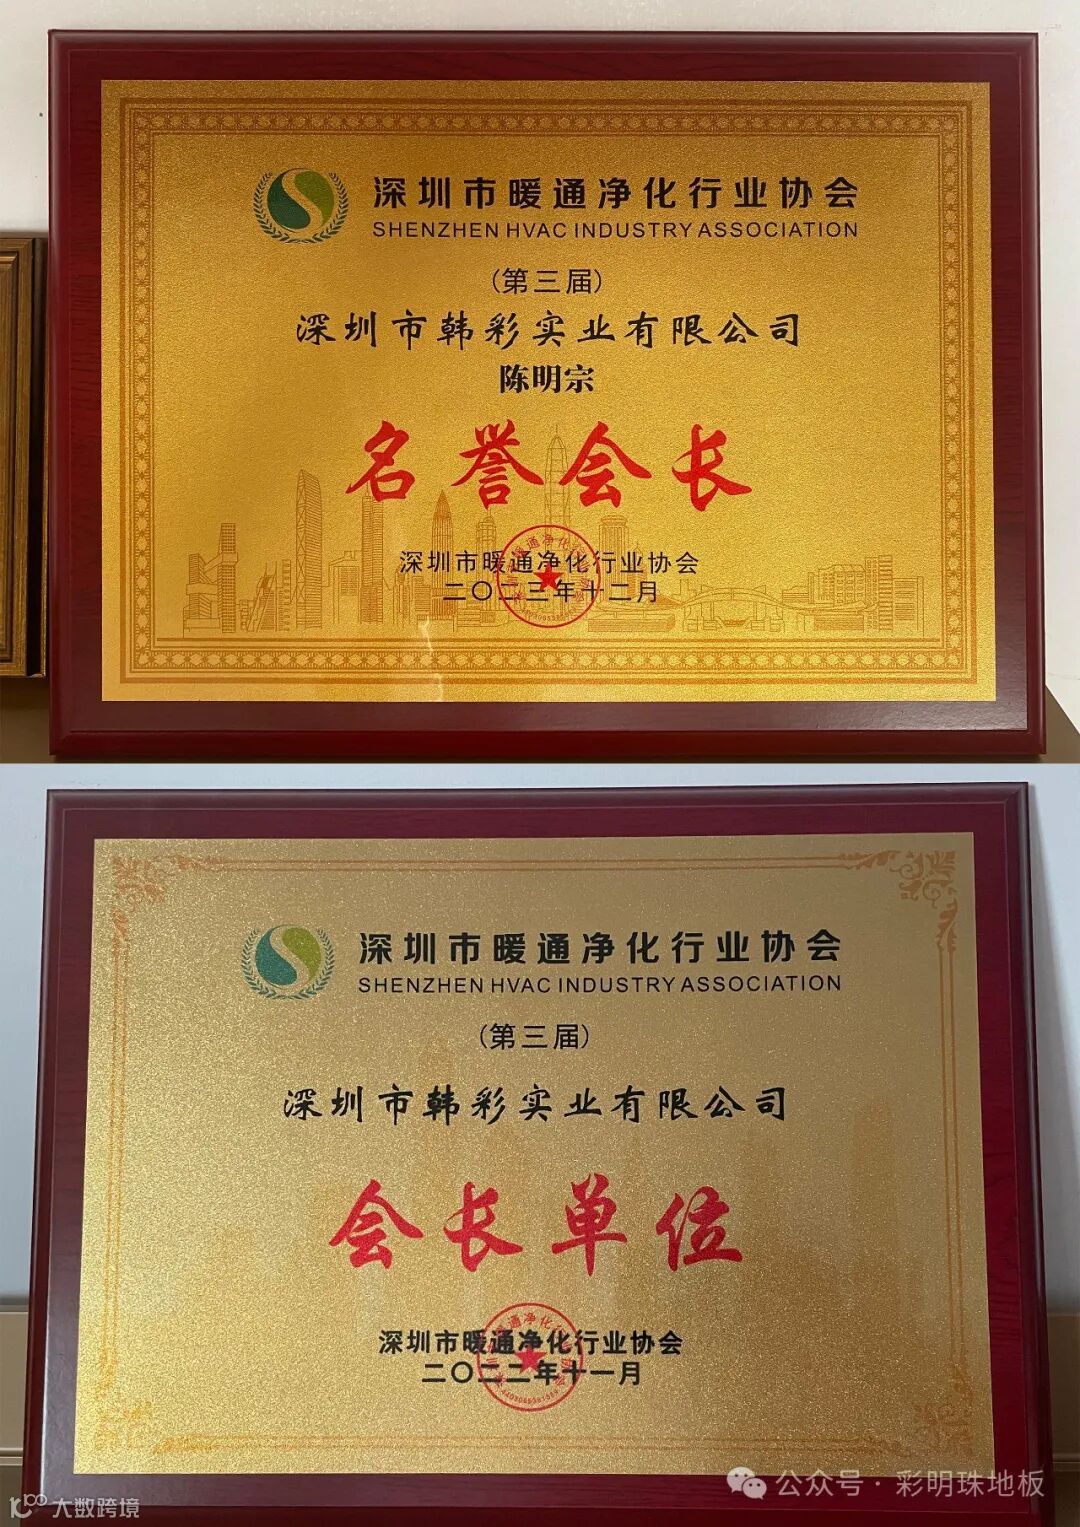 深圳市暖通净化行业协会
SHENZHEN HVAC INDUSTRY ASSOCIATION
(第三届)
深圳市韩彩实业有限公司
陈明宗
名誉会长
深圳市暖通净化行业协会
二〇二三年十二月
深圳市暖通净化行业协会
SHENZHEN HVAC INDUSTRY ASSOCIATION
(第三届)
深圳市韩彩实业有限公司
会长单位
深圳市暖通净化行业协会
二〇二二年十一月
公众号·彩明珠地板
大数跨境